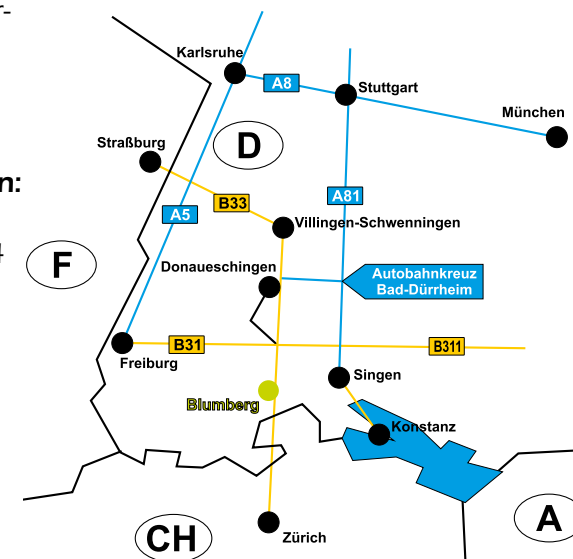 r-
Karlsruhe
A8
Stuttgart
München
Straßburg
D
n:
B33
A81
A5
Villingen-Schwenningen
F
Donaueschingen
Autobahnkreuz
Bad-Dürrheim
B31
B311
Freiburg
Singen
Blumberg
Konstanz
CH
Zürich
A